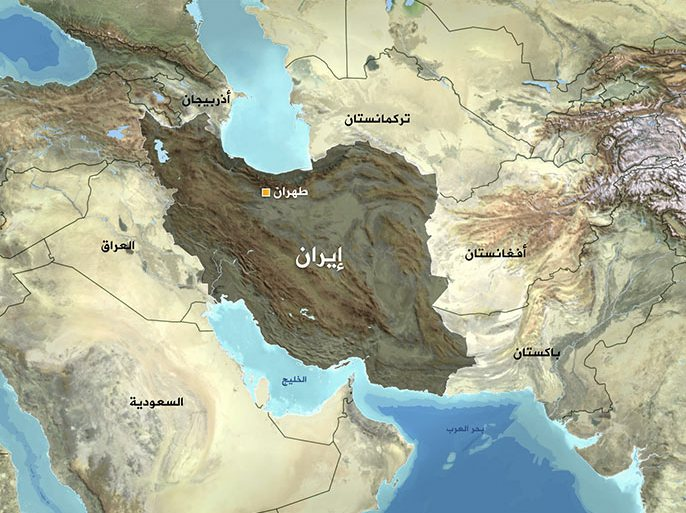 أذربيجان
تركمانستان
طهران
إيران
العراق
أفغانستان
باكستان
الخليج
السعودية
بحر العرب